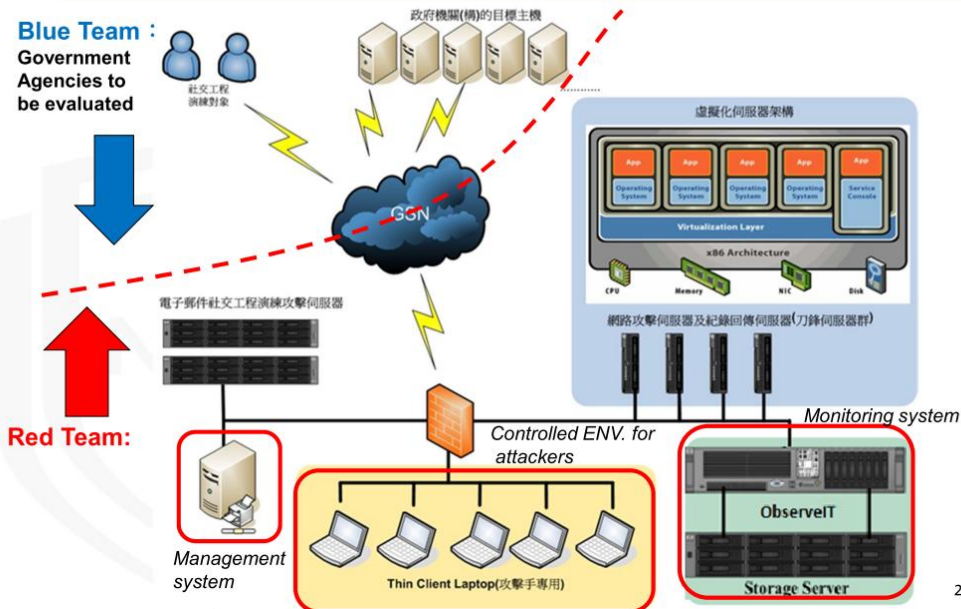 Blue Team：
Government
Agencies to
be evaluated
社交工程
演練對象
政府機關(構)的目標主機
............
GSN
虛擬化伺服器架構
App
App
App
App
App
Operating
System
Operating
System
Operating
System
Operating
System
Service
Console
Virtualization Layer
x86 Architecture
CPU
Memory
NIC
Disk
網路攻擊伺服器及紀錄回傳伺服器(刀鋒伺服器群)
電子郵件社交工程演練攻擊伺服器
Red Team:
Management
system
Controlled ENV. for
attackers
Thin Client Laptop(攻擊手專用)
Monitoring system
ObserveIT
Storage Server
2